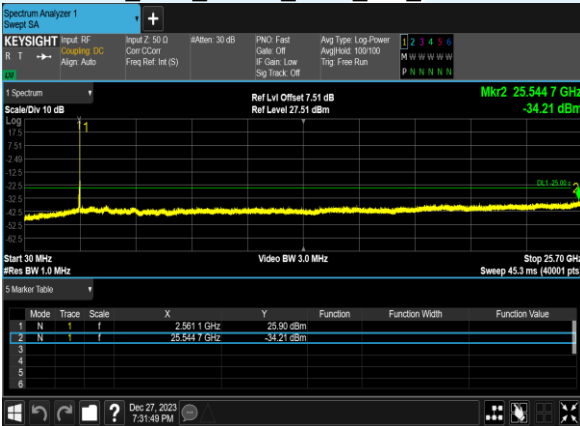 Spectrum Analyzer 1
Swept SA
+
KEYSIGHT
R T
LW
Input: RF
Coupling: DC
Align: Auto
Input Z: 50 Ω
Corr CCorr
Freq Ref: Int (S)
#Atten: 30 dB
PNO: Fast
Gate: Off
IF Gain: Low
Sig Track: Off
Avg Type: Log-Power
Avg|Hold: 100/100
Trig: Free Run
1 2 3 4 5 6
M W W W W W
P N N N N N
1 Spectrum
Scale/Div 10 dB
Ref Lvl Offset 7.51 dB
Ref Level 27.51 dBm
Mkr2 25.544 7 GHz
-34.21 dBm
Log
17.5
7.51
-2.49
-12.5
-22.5
-32.5
-42.5
-52.5
-62.5
1
DL1 -25.00
2
Start 30 MHz
#Res BW 1.0 MHz
Video BW 3.0 MHz
Stop 25.70 GHz
Sweep 45.3 ms (40001 pts)
5 Marker Table
Mode Trace Scale X Y Function Function Width Function Value
1 N 1 f 2.561 1 GHz 25.90 dBm
2 N 1 f 25.544 7 GHz -34.21 dBm
3
4
5
6
?
Dec 27, 2023
7:31:49 PM